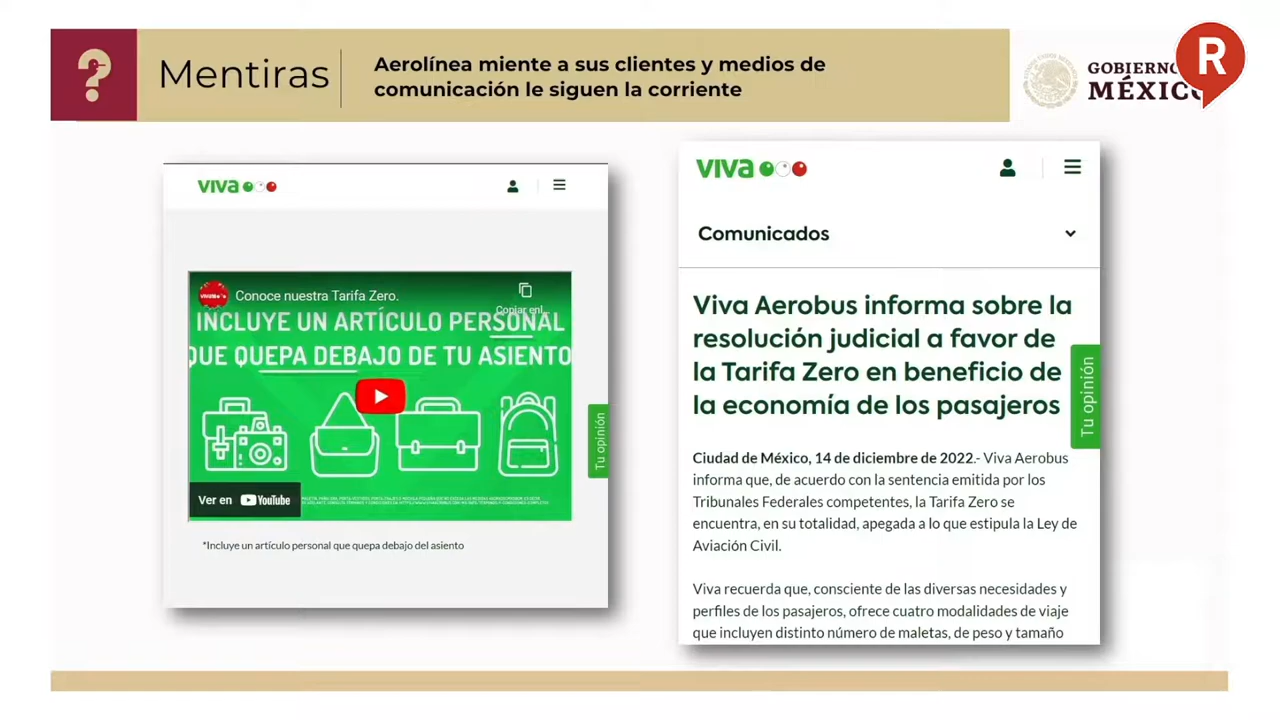 Mentiras
Aerolínea miente a sus clientes y medios de
comunicación le siguen la corriente
GOBIERNO
MÉXICO
R
viva
Conoce nuestra Tarifa Zero.
Copiar enl...
INCLUYE UN ARTÍCULO PERSONAL
QUE QUEPA DEBAJO DE TU ASIENTO
Ver en YouTube
Tu opinión
*Incluye un artículo personal que quepa debajo del asiento
viva
Comunicados
Viva Aerobus informa sobre la
resolución judicial a favor de
la Tarifa Zero en beneficio de
la economía de los pasajeros
Tu opinión
Ciudad de México, 14 de diciembre de 2022.- Viva Aerobus
informa que, de acuerdo con la sentencia emitida por los
Tribunales Federales competentes, la Tarifa Zero se
encuentra, en su totalidad, apegada a lo que estipula la Ley de
Aviación Civil.
Viva recuerda que, consciente de las diversas necesidades y
perfiles de los pasajeros, ofrece cuatro modalidades de viaje
que incluyen distinto número de maletas, de peso y tamaño